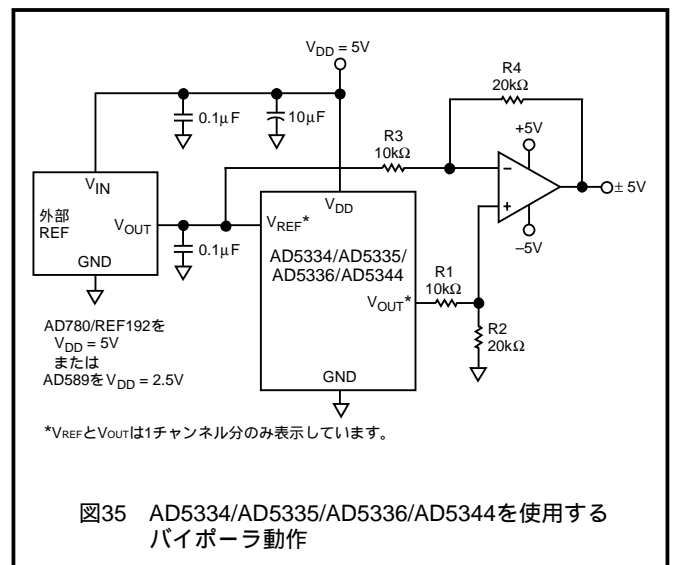 VDD = 5V
0.1μF
10μF
R4
20kΩ
R3
10kΩ
+5V
–
+
–5V
± 5V
VIN
外部
REF
VOUT
GND
0.1μF
VREF*
VDD
AD5334/AD5335/
AD5336/AD5344
VOUT*
GND
R1
10kΩ
R2
20kΩ
AD780/REF192を
VDD = 5V
または
AD589をVDD = 2.5V
*VREFとVOUTは1チャンネル分のみ表示しています。
図35 AD5334/AD5335/AD5336/AD5344を使用する
バイポーラ動作